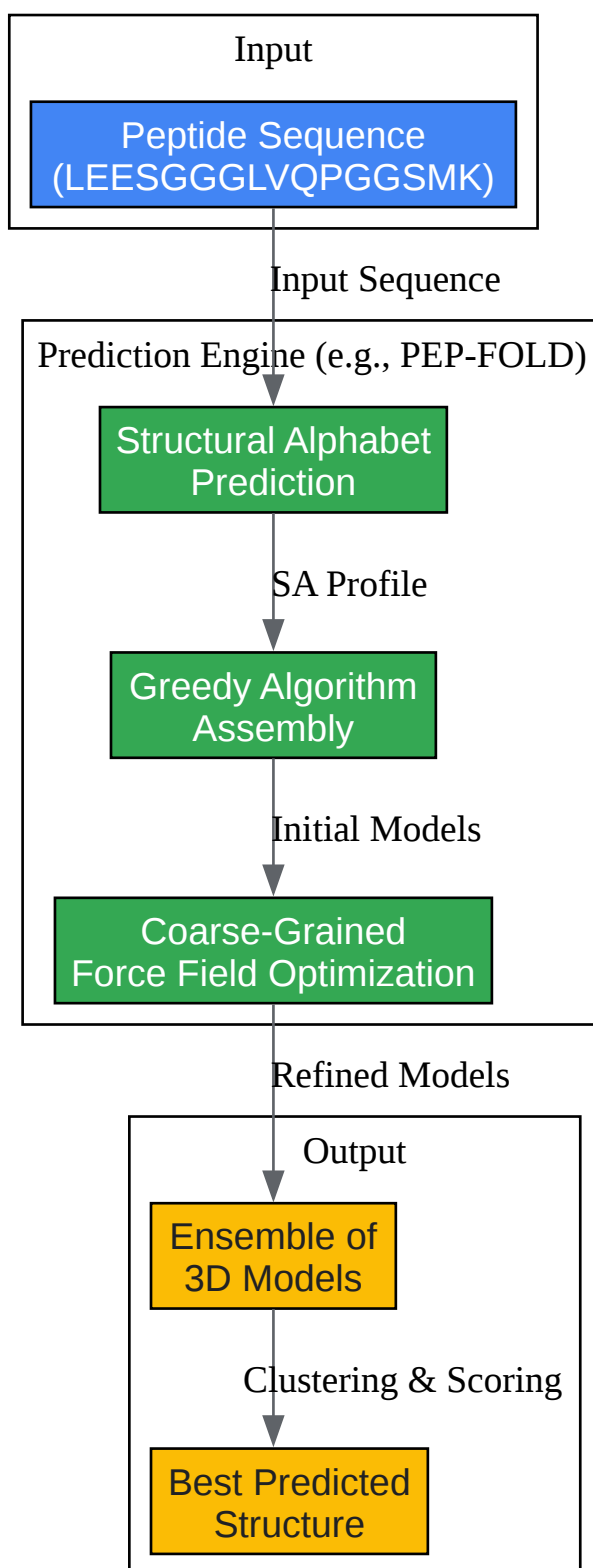 Input
Peptide Sequence
(LEESGGGLVQPGGSMK)
Input Sequence
Prediction Engine (e.g., PEP-FOLD)
Structural Alphabet
Prediction
SA Profile
Greedy Algorithm
Assembly
Initial Models
Coarse-Grained
Force Field Optimization
Refined Models
Output
Ensemble of
3D Models
Clustering & Scoring
Best Predicted
Structure